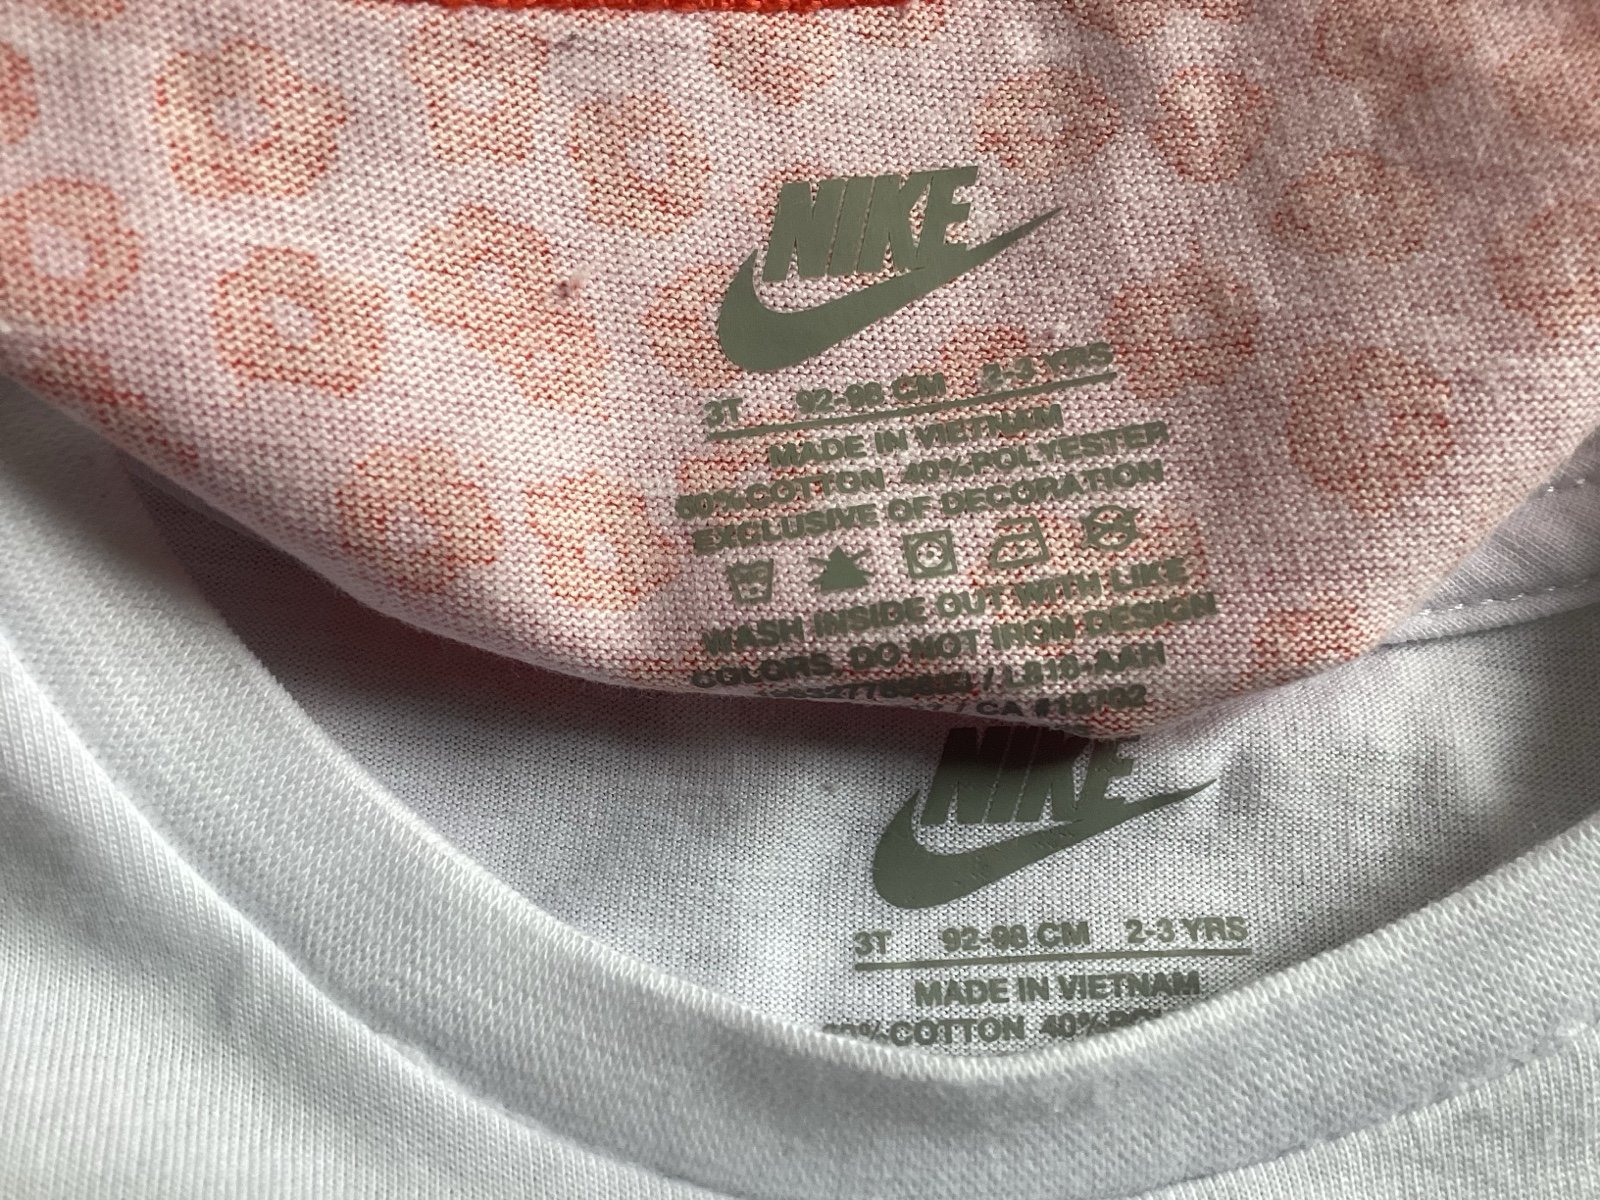 NIKE
3T 92-98 CM 2-3 YRS
MADE IN VIETNAM
60%COTTON 40%POLYESTER
EXCLUSIVE OF DECORATION
WASH INSIDE OUT WITH LIKE
COLORS, DO NOT IRON DESIGN
/ L818-AAH
/ CA #18702
NIKE
3T 92-98 CM 2-3 YRS
MADE IN VIETNAM
COTTON